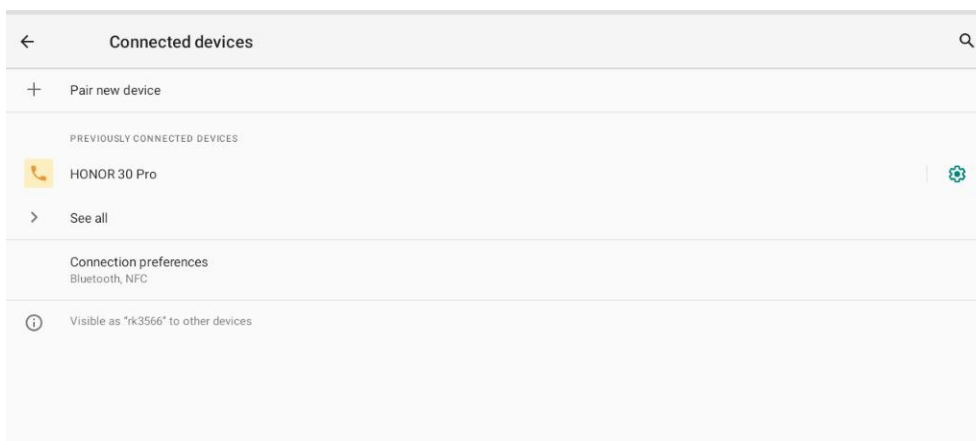 Connected devices
Pair new device
PREVIOUSLY CONNECTED DEVICES
HONOR 30 Pro
See all
Connection preferences
Bluetooth, NFC
Visible as "rk3566" to other devices